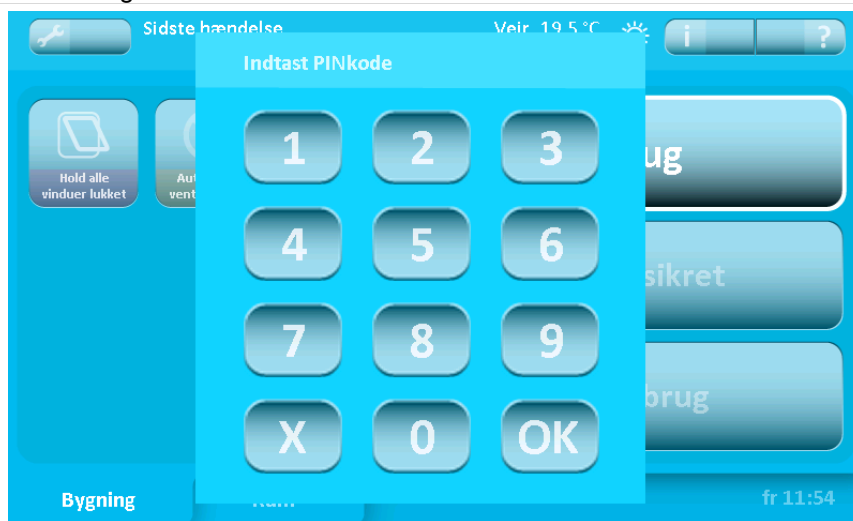 Sidste hændelse
Vejr 19.5 °C
i
?
Indtast PINkode
1 2 3
4 5 6
7 8 9
X 0 OK
Hold alle
vinduer lukket
ug
sikret
brug
Bygning
fr 11:54